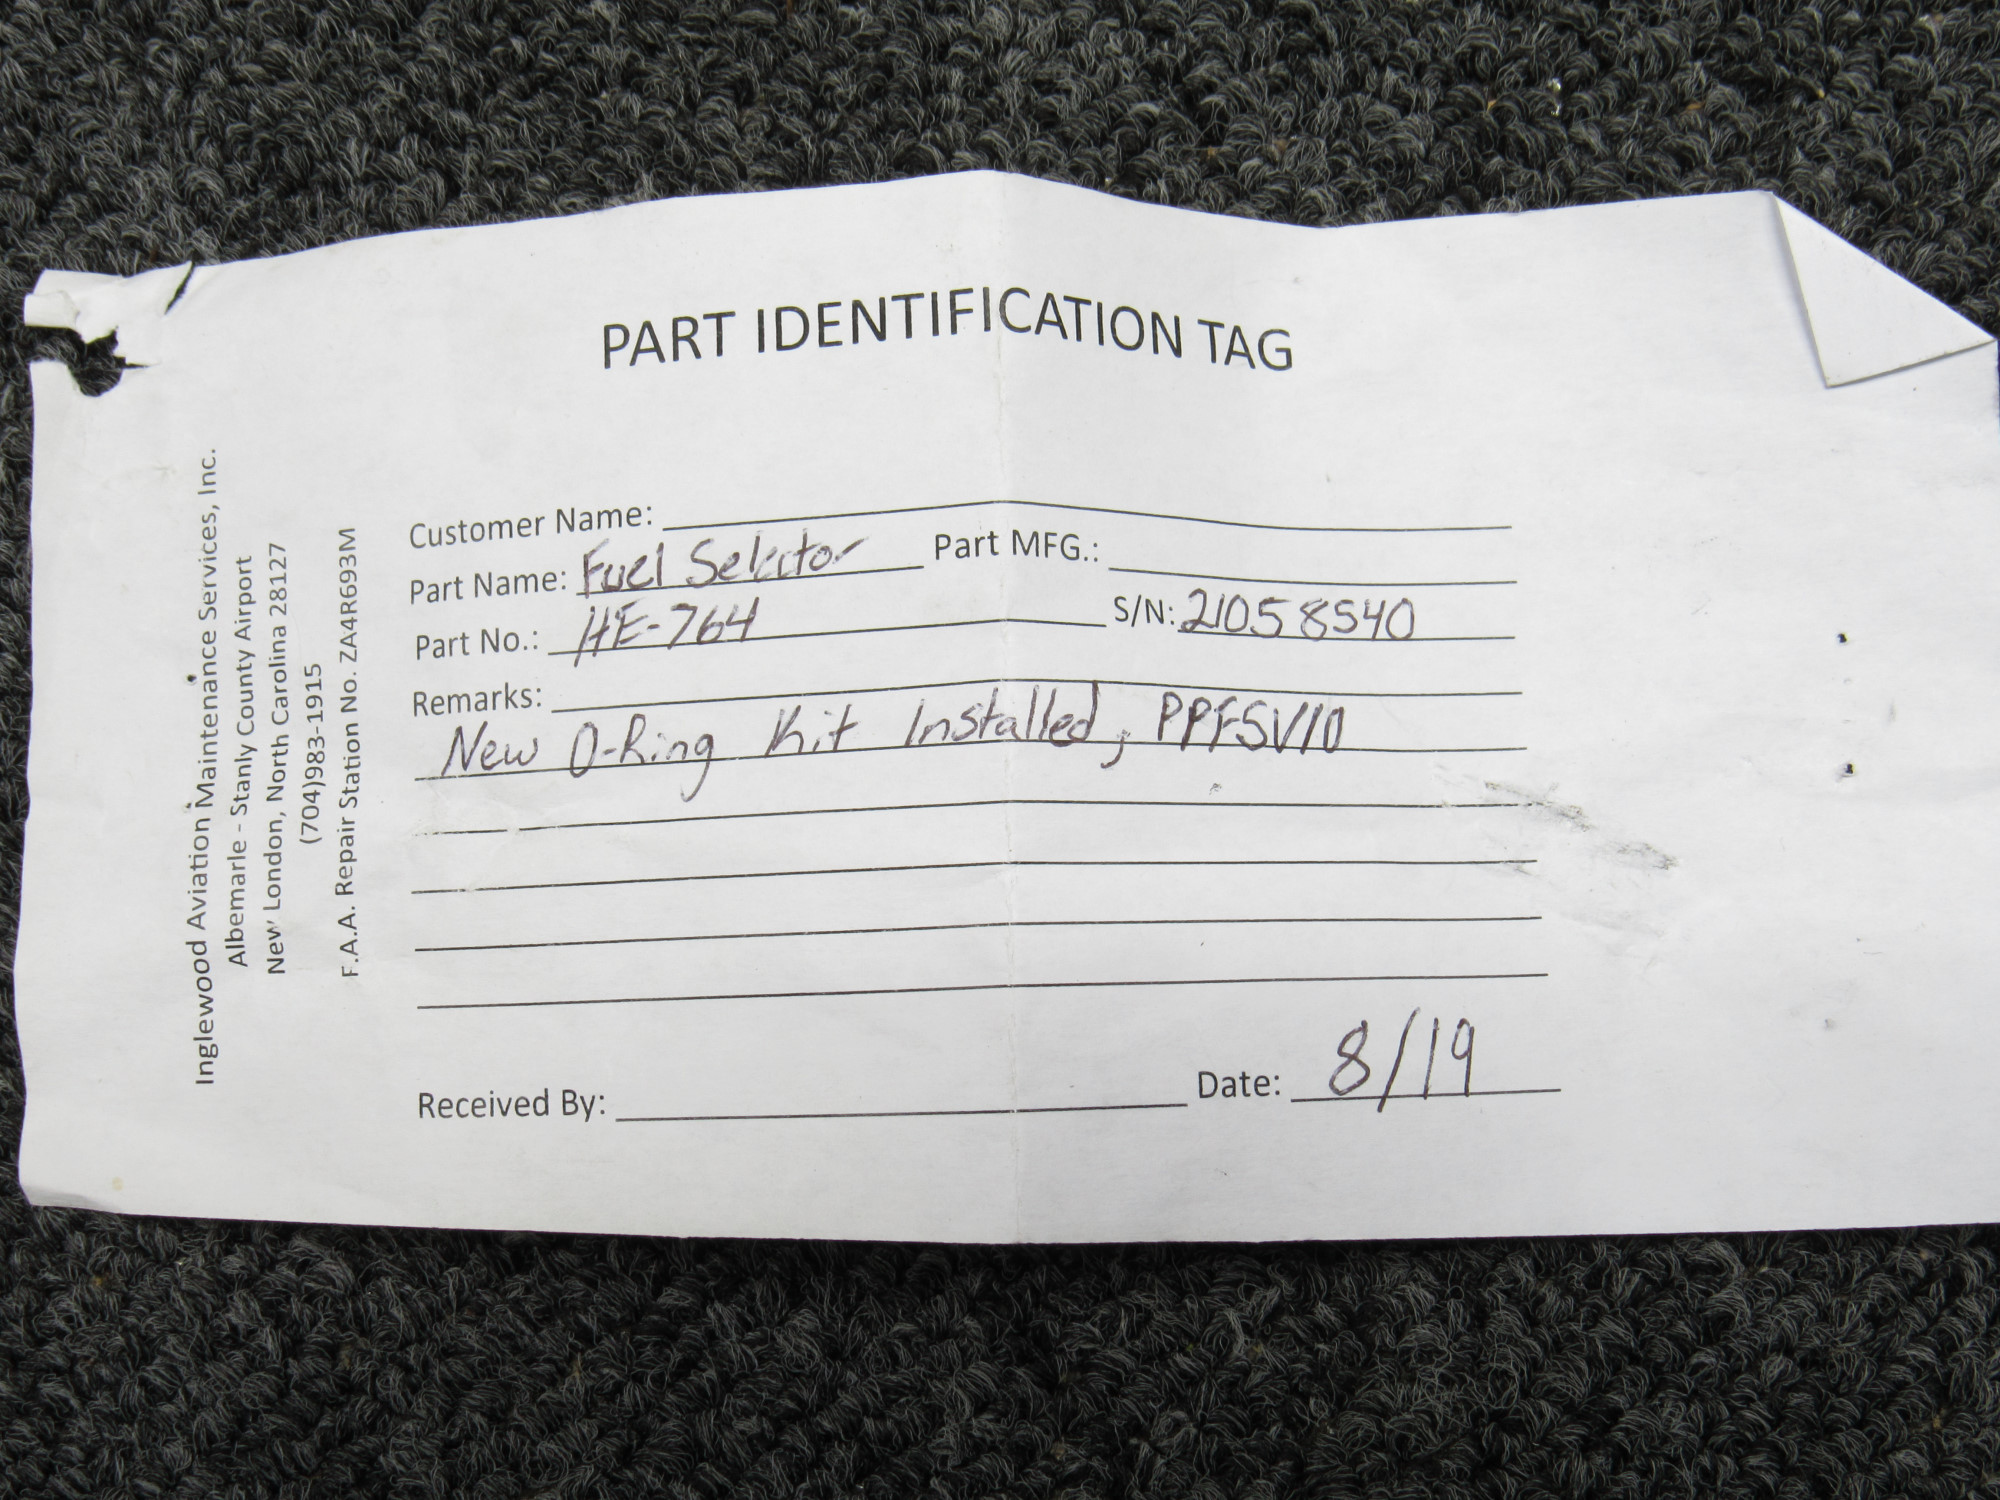 PART IDENTIFICATION TAG
Inglewood Aviation Maintenance Services, Inc.
Albemarle - Stanly County Airport
New London, North Carolina 28127
(704)983-1915
F.A.A. Repair Station No. ZA4R693M
Customer Name:
Part Name: Fuel Selector Part MFG.:
Part No.: HE-764 S/N: 21058540
Remarks:
New O-Ring Kit Installed, PPFSV10
Received By: Date: 8/19